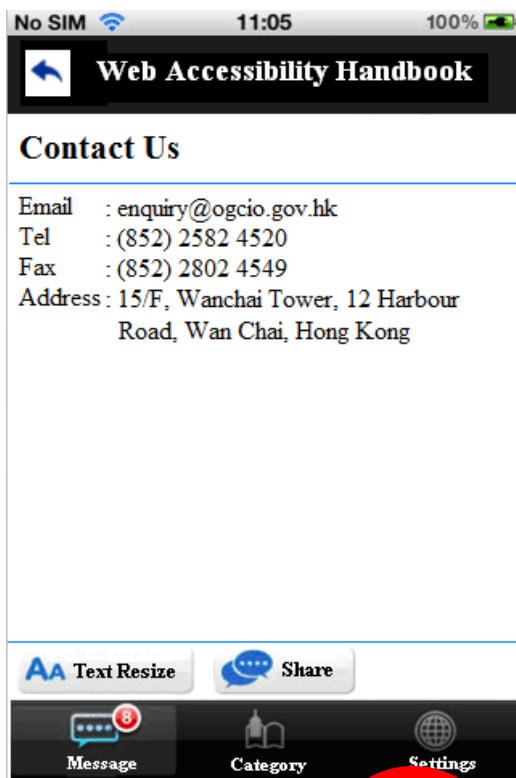 No SIM 11:05 100%
Web Accessibility Handbook
Contact Us
Email : enquiry@ogcio.gov.hk
Tel : (852) 2582 4520
Fax : (852) 2802 4549
Address : 15/F, Wanchai Tower, 12 Harbour
Road, Wan Chai, Hong Kong
AA Text Resize Share
8
Message Category Settings